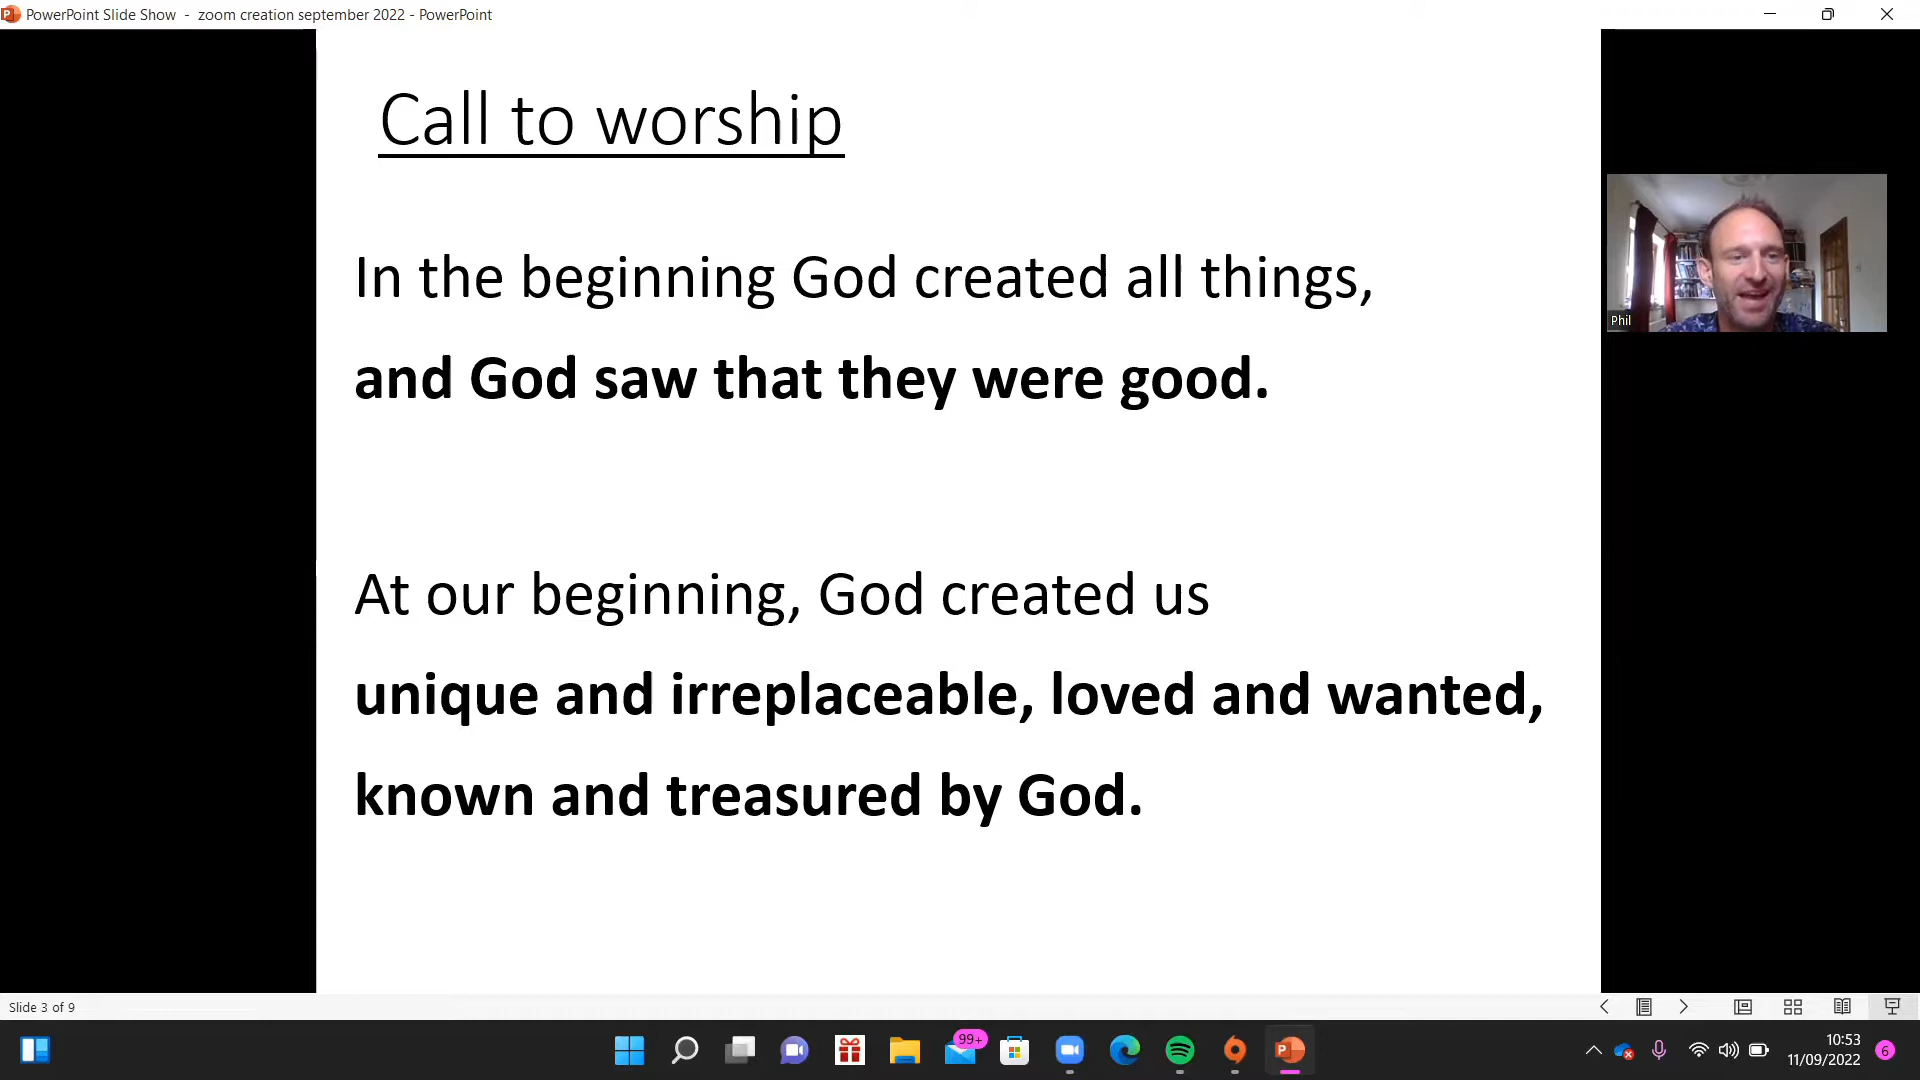 PowerPoint Slide Show - zoom creation september 2022 - PowerPoint
Call to worship
In the beginning God created all things,
and God saw that they were good.
At our beginning, God created us
unique and irreplaceable, loved and wanted,
known and treasured by God.
Phil
Slide 3 of 9
99+
10:53
11/09/2022
6